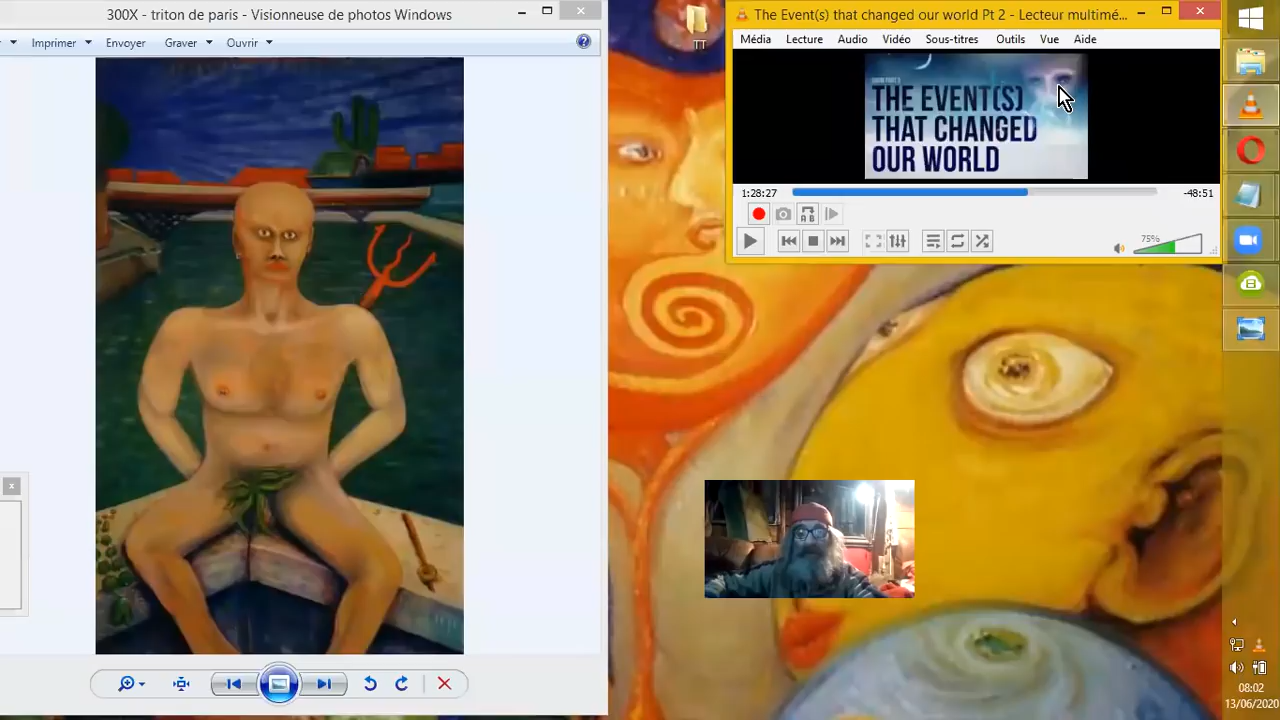 300X - triton de paris - Visionneuse de photos Windows
Imprimer Envoyer Graver Ouvrir
TT
The Event(s) that changed our world Pt 2 - Lecteur multimé...
Média Lecture Audio Vidéo Sous-titres Outils Vue Aide
THE EVENT(S)
THAT CHANGED
OUR WORLD
1:28:27 -48:51
75%
08:02
13/06/2020